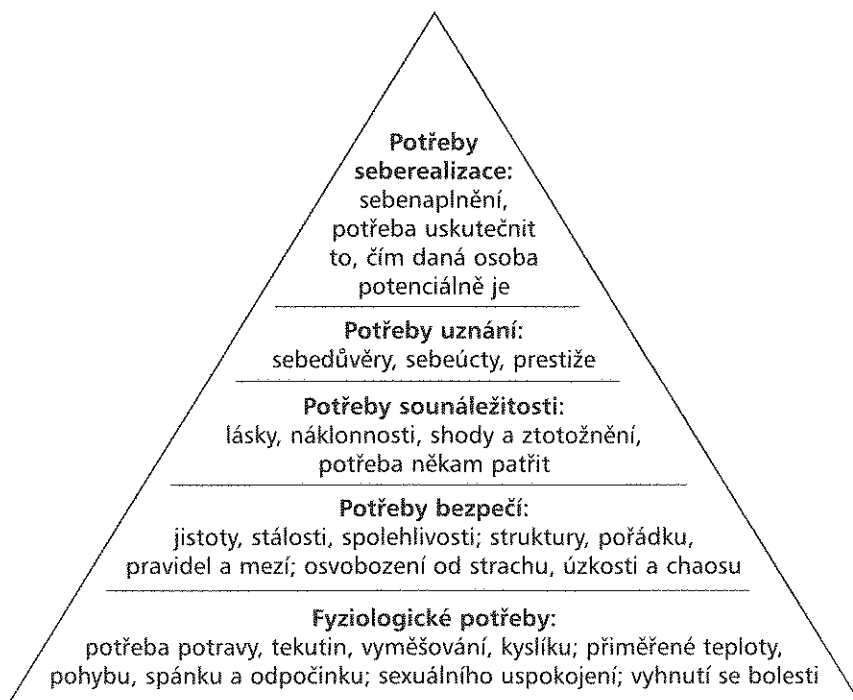 Potřeby
seberealizace:
sebenaplnění,
potřeba uskutečnit
to, čím daná osoba
potenciálně je
Potřeby uznání:
sebedůvěry, sebeúcty, prestiže
Potřeby sounáležitosti:
lásky, náklonnosti, shody a ztotožnění,
potřeba někam patřit
Potřeby bezpečí:
jistoty, stálosti, spolehlivosti; struktury, pořádku,
pravidel a mezí; osvobození od strachu, úzkosti a chaosu
Fyziologické potřeby:
potřeba potravy, tekutin, vyměšování, kyslíku; přiměřené teploty,
pohybu, spánku a odpočinku; sexuálního uspokojení; vyhnutí se bolesti